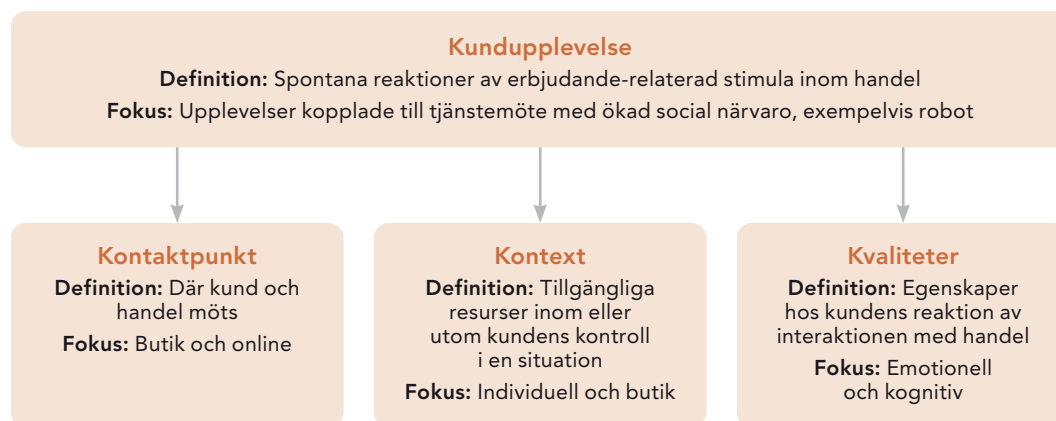 Kundupplevelse
Definition: Spontana reaktioner av erbjudande-relaterad stimula inom handel
Fokus: Upplevelser kopplade till tjänstemöte med ökad social närvaro, exempelvis robot
Kontaktpunkt
Definition: Där kund och
handel möts
Fokus: Butik och online
Kontext
Definition: Tillgängliga
resurser inom eller
utom kundens kontroll
i en situation
Fokus: Individuell och butik
Kvaliteter
Definition: Egenskaper
hos kundens reaktion av
interaktionen med handel
Fokus: Emotionell
och kognitiv